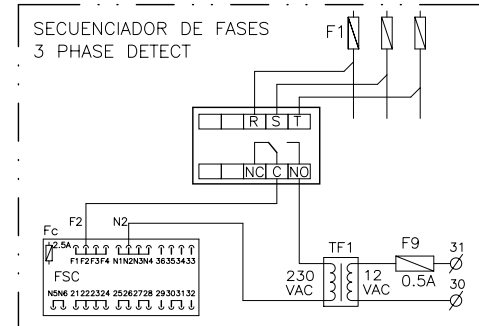 SECUENCIADOR DE FASES
3 PHASE DETECT
F1
R S T
NC C NO
F2 N2
Fc
2.5A
F1F2F3F4 N1N2N3N4 36353433
FSC
N5N6 21222324 25262728 29303132
TF1
230 VAC
12 VAC
F9
0.5A
31
30